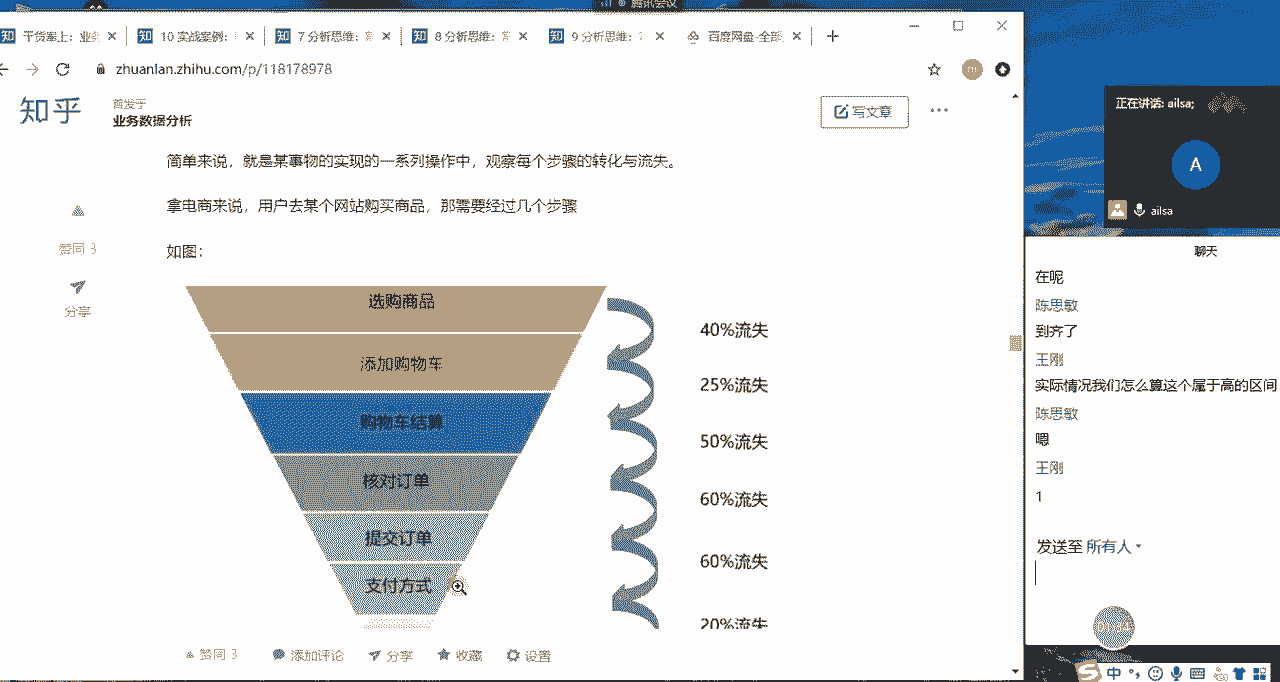 腾讯会议
干货奉上：业务
10 实战案例：
7 分析思维：
8 分析思维：常
9 分析思维：
百度网盘-全部
zhuanlan.zhihu.com/p/118178978
知乎
首发于
业务数据分析
写文章
简单来说，就是某事物的实现的一系列操作中，观察每个步骤的转化与流失。
拿电商来说，用户去某个网站购买商品，那需要经过几个步骤
如图：
赞同 3
分享
选购商品
添加购物车
购物车结算
核对订单
提交订单
支付方式
40%流失
25%流失
50%流失
60%流失
60%流失
20%流失
赞同 3
添加评论
分享
收藏
设置
正在讲话: ailsa;
A
ailsa
聊天
在呢
陈思敏
到齐了
王刚
实际情况我们怎么算这个属于高的区间
陈思敏
嗯
王刚
1
发送至 所有人
中